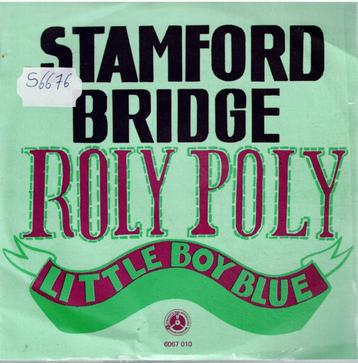 STAMFORD
S6676
BRIDGE
ROLY POLY
LITTLE BOY BLUE
6067 010